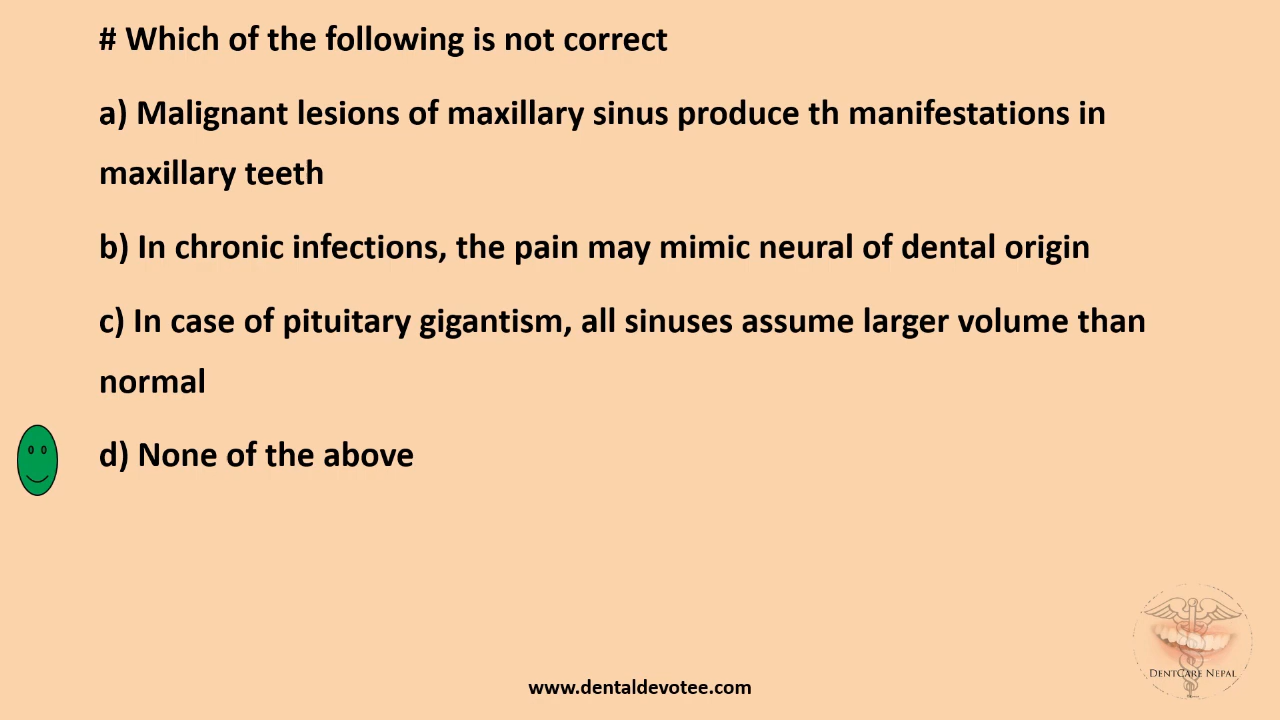 # Which of the following is not correct
a) Malignant lesions of maxillary sinus produce th manifestations in
maxillary teeth
b) In chronic infections, the pain may mimic neural of dental origin
c) In case of pituitary gigantism, all sinuses assume larger volume than
normal
d) None of the above
DENTCARE NEPAL
www.dentaldevotee.com